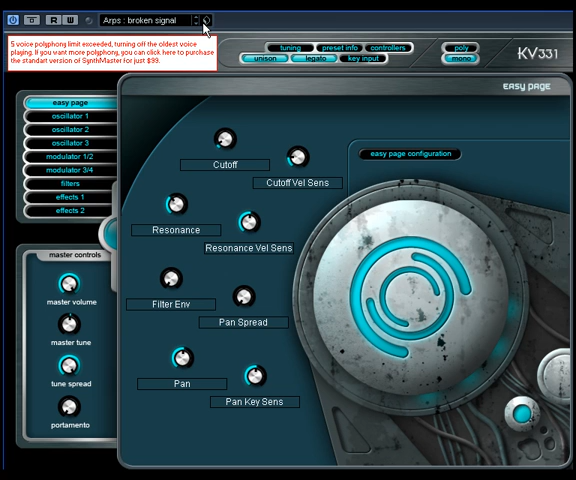 R W Arps : broken signal
5 voice polyphony limit exceeded, turning off the oldest voice
playing. If you want more polyphony, you can click here to purchase
the standart version of SynthMaster for just $99.
tuning preset info controllers poly
unison legato key input mono
KV331
EASY PAGE
easy page
oscillator 1
oscillator 2
oscillator 3
modulator 1/2
modulator 3/4
filters
effects 1
effects 2
easy page configuration
Cutoff
Cutoff Vel Sens
Resonance
Resonance Vel Sens
Filter Env
Pan Spread
Pan
Pan Key Sens
master controls
master volume
master tune
tune spread
portamento